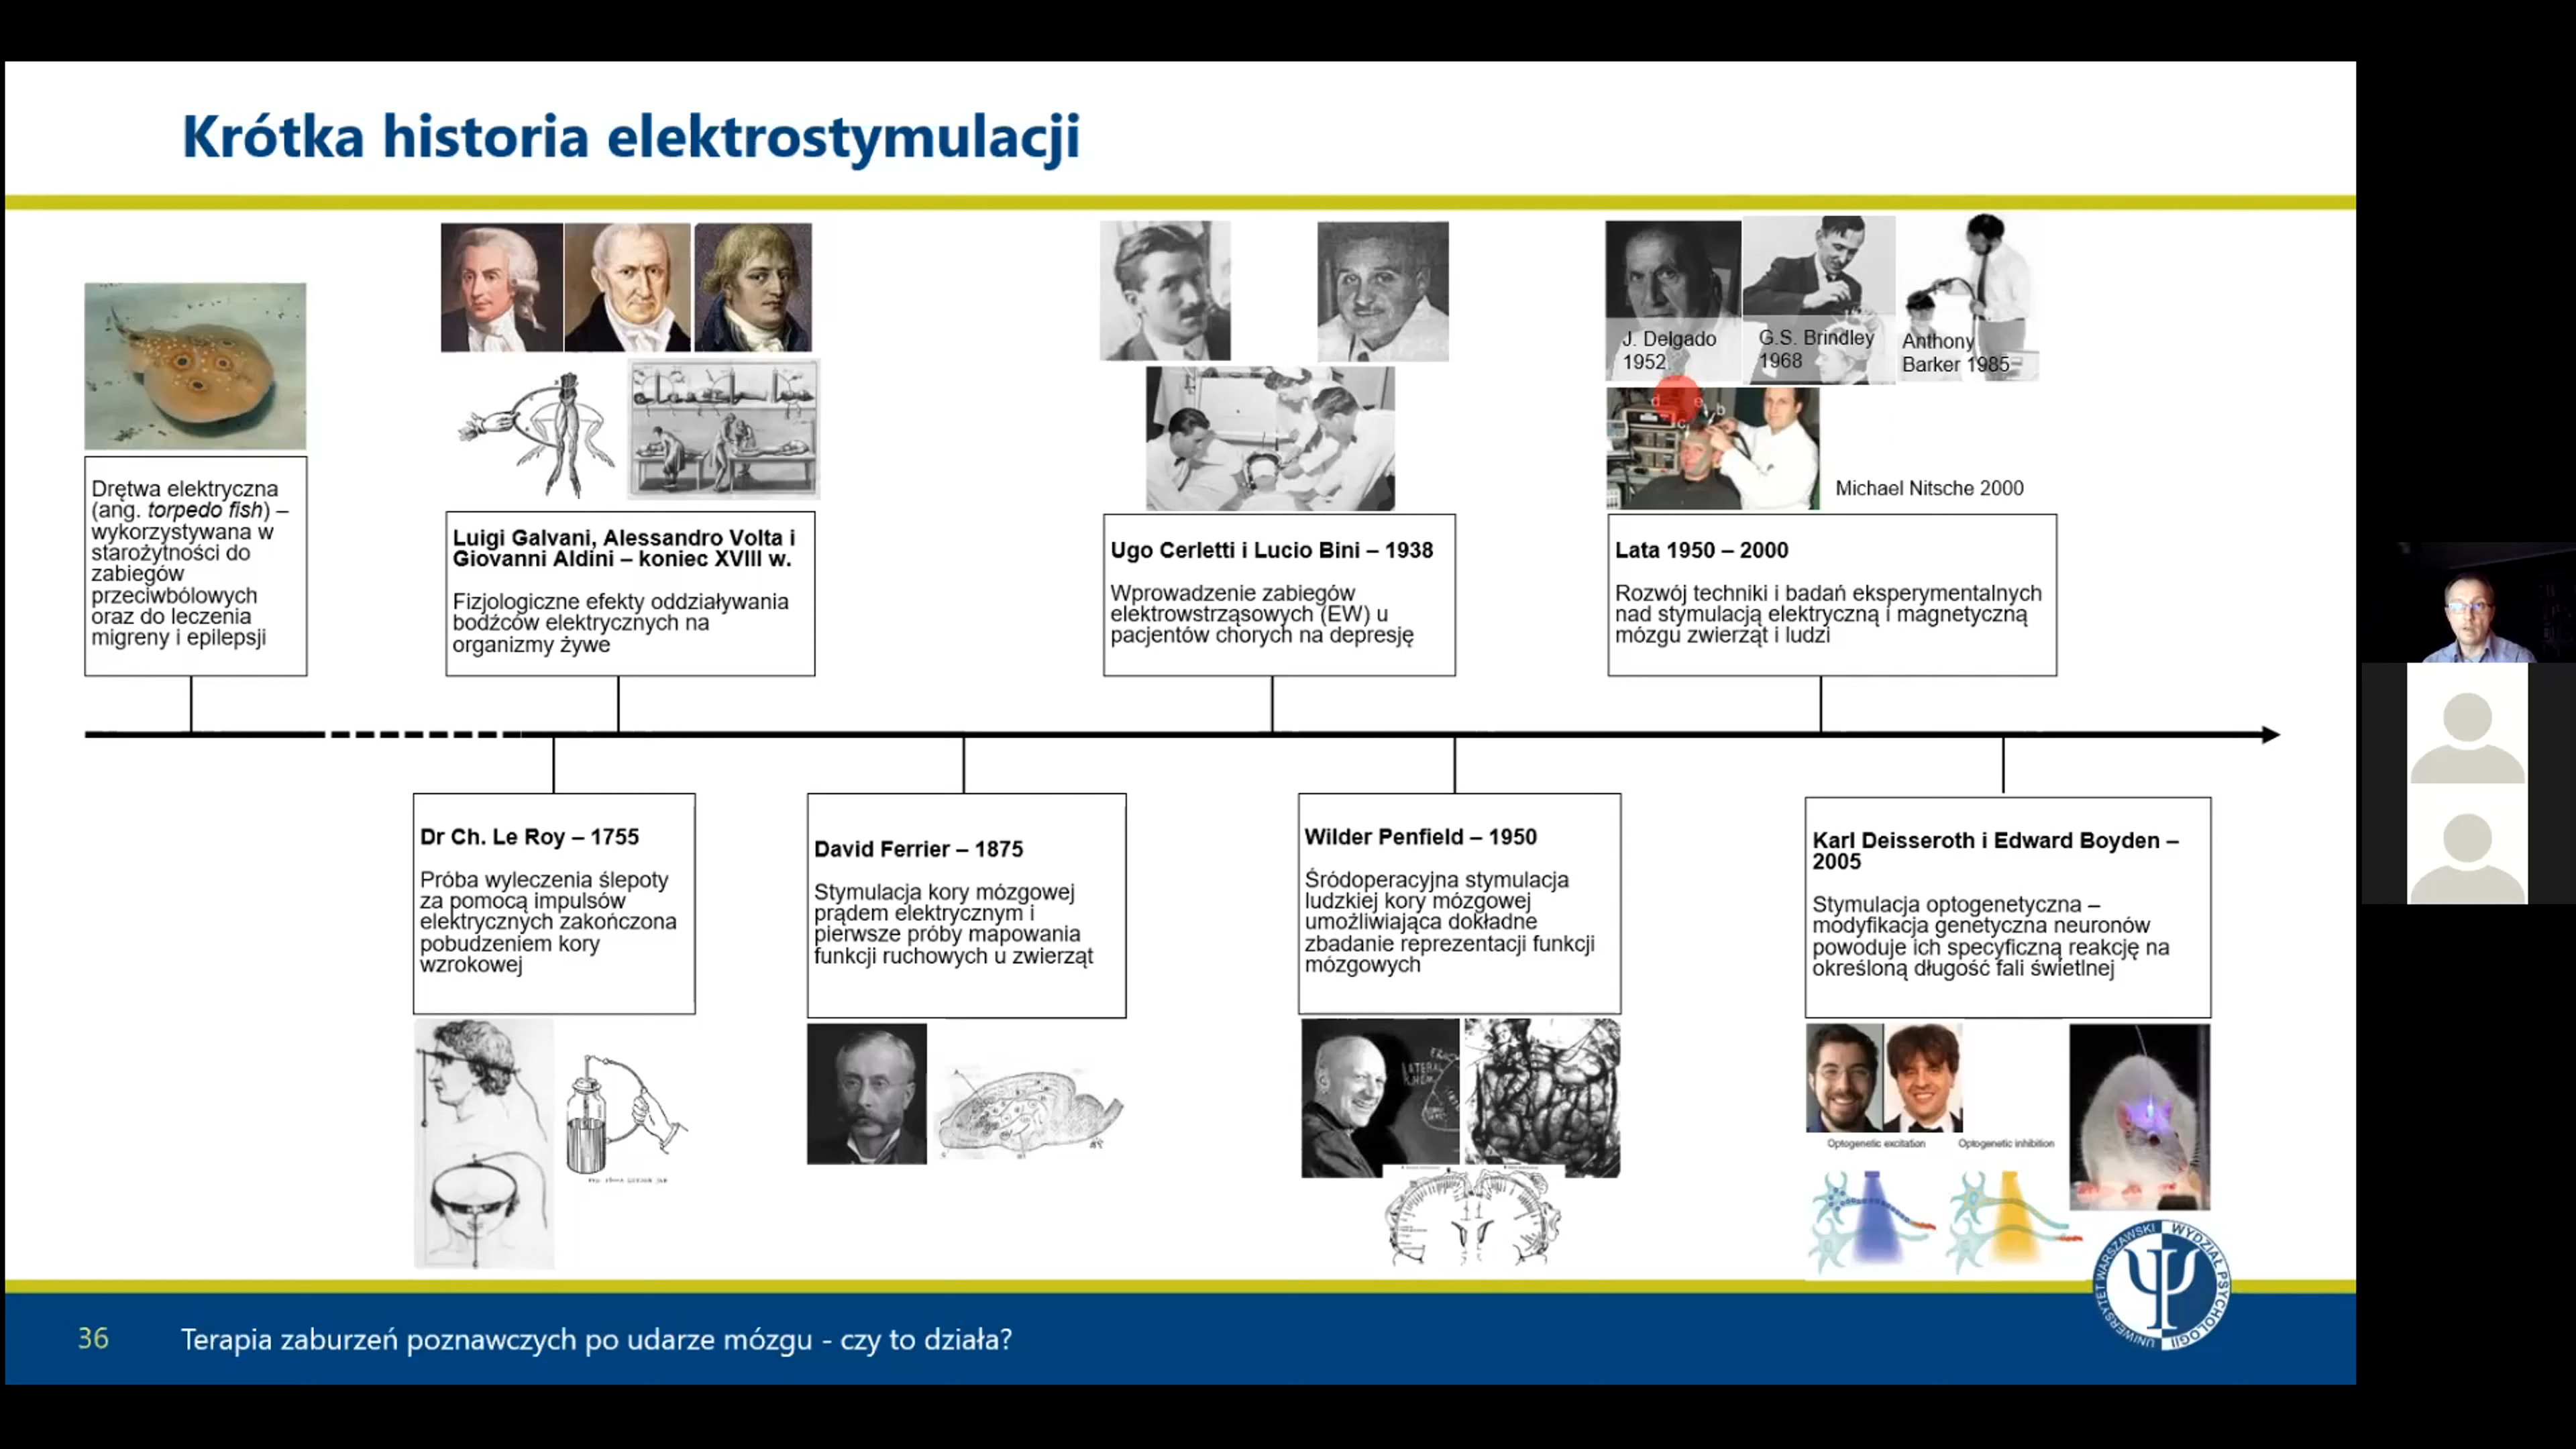 Krótka historia elektrostymulacji
J. Delgado
1952
G.S. Brindley
1968
Anthony
Barker 1985
d
e
b
c
Michael Nitsche 2000
Drętwa elektryczna
(ang. torpedo fish) –
wykorzystywana w
starożytności do
zabiegów
przeciwbólowych
oraz do leczenia
migreny i epilepsji
Luigi Galvani, Alessandro Volta i
Giovanni Aldini – koniec XVIII w.
Fizjologiczne efekty oddziaływania
bodźców elektrycznych na
organizmy żywe
Ugo Cerletti i Lucio Bini – 1938
Wprowadzenie zabiegów
elektrowstrząsowych (EW) u
pacjentów chorych na depresję
Lata 1950 – 2000
Rozwój techniki i badań eksperymentalnych
nad stymulacją elektryczną i magnetyczną
mózgu zwierząt i ludzi
Dr Ch. Le Roy – 1755
Próba wyleczenia ślepoty
za pomocą impulsów
elektrycznych zakończona
pobudzeniem kory
wzrokowej
David Ferrier – 1875
Stymulacja kory mózgowej
prądem elektrycznym i
pierwsze próby mapowania
funkcji ruchowych u zwierząt
Wilder Penfield – 1950
Śródoperacyjna stymulacja
ludzkiej kory mózgowej
umożliwiająca dokładne
zbadanie reprezentacji funkcji
mózgowych
Karl Deisseroth i Edward Boyden –
2005
Stymulacja optogenetyczna –
modyfikacja genetyczna neuronów
powoduje ich specyficzną reakcję na
określoną długość fali świetlnej
Optogenetic excitation
Optogenetic inhibition
UNIWERSYTET WARSZAWSKI WYDZIAŁ PSYCHOLOGII
36
Terapia zaburzeń poznawczych po udarze mózgu - czy to działa?